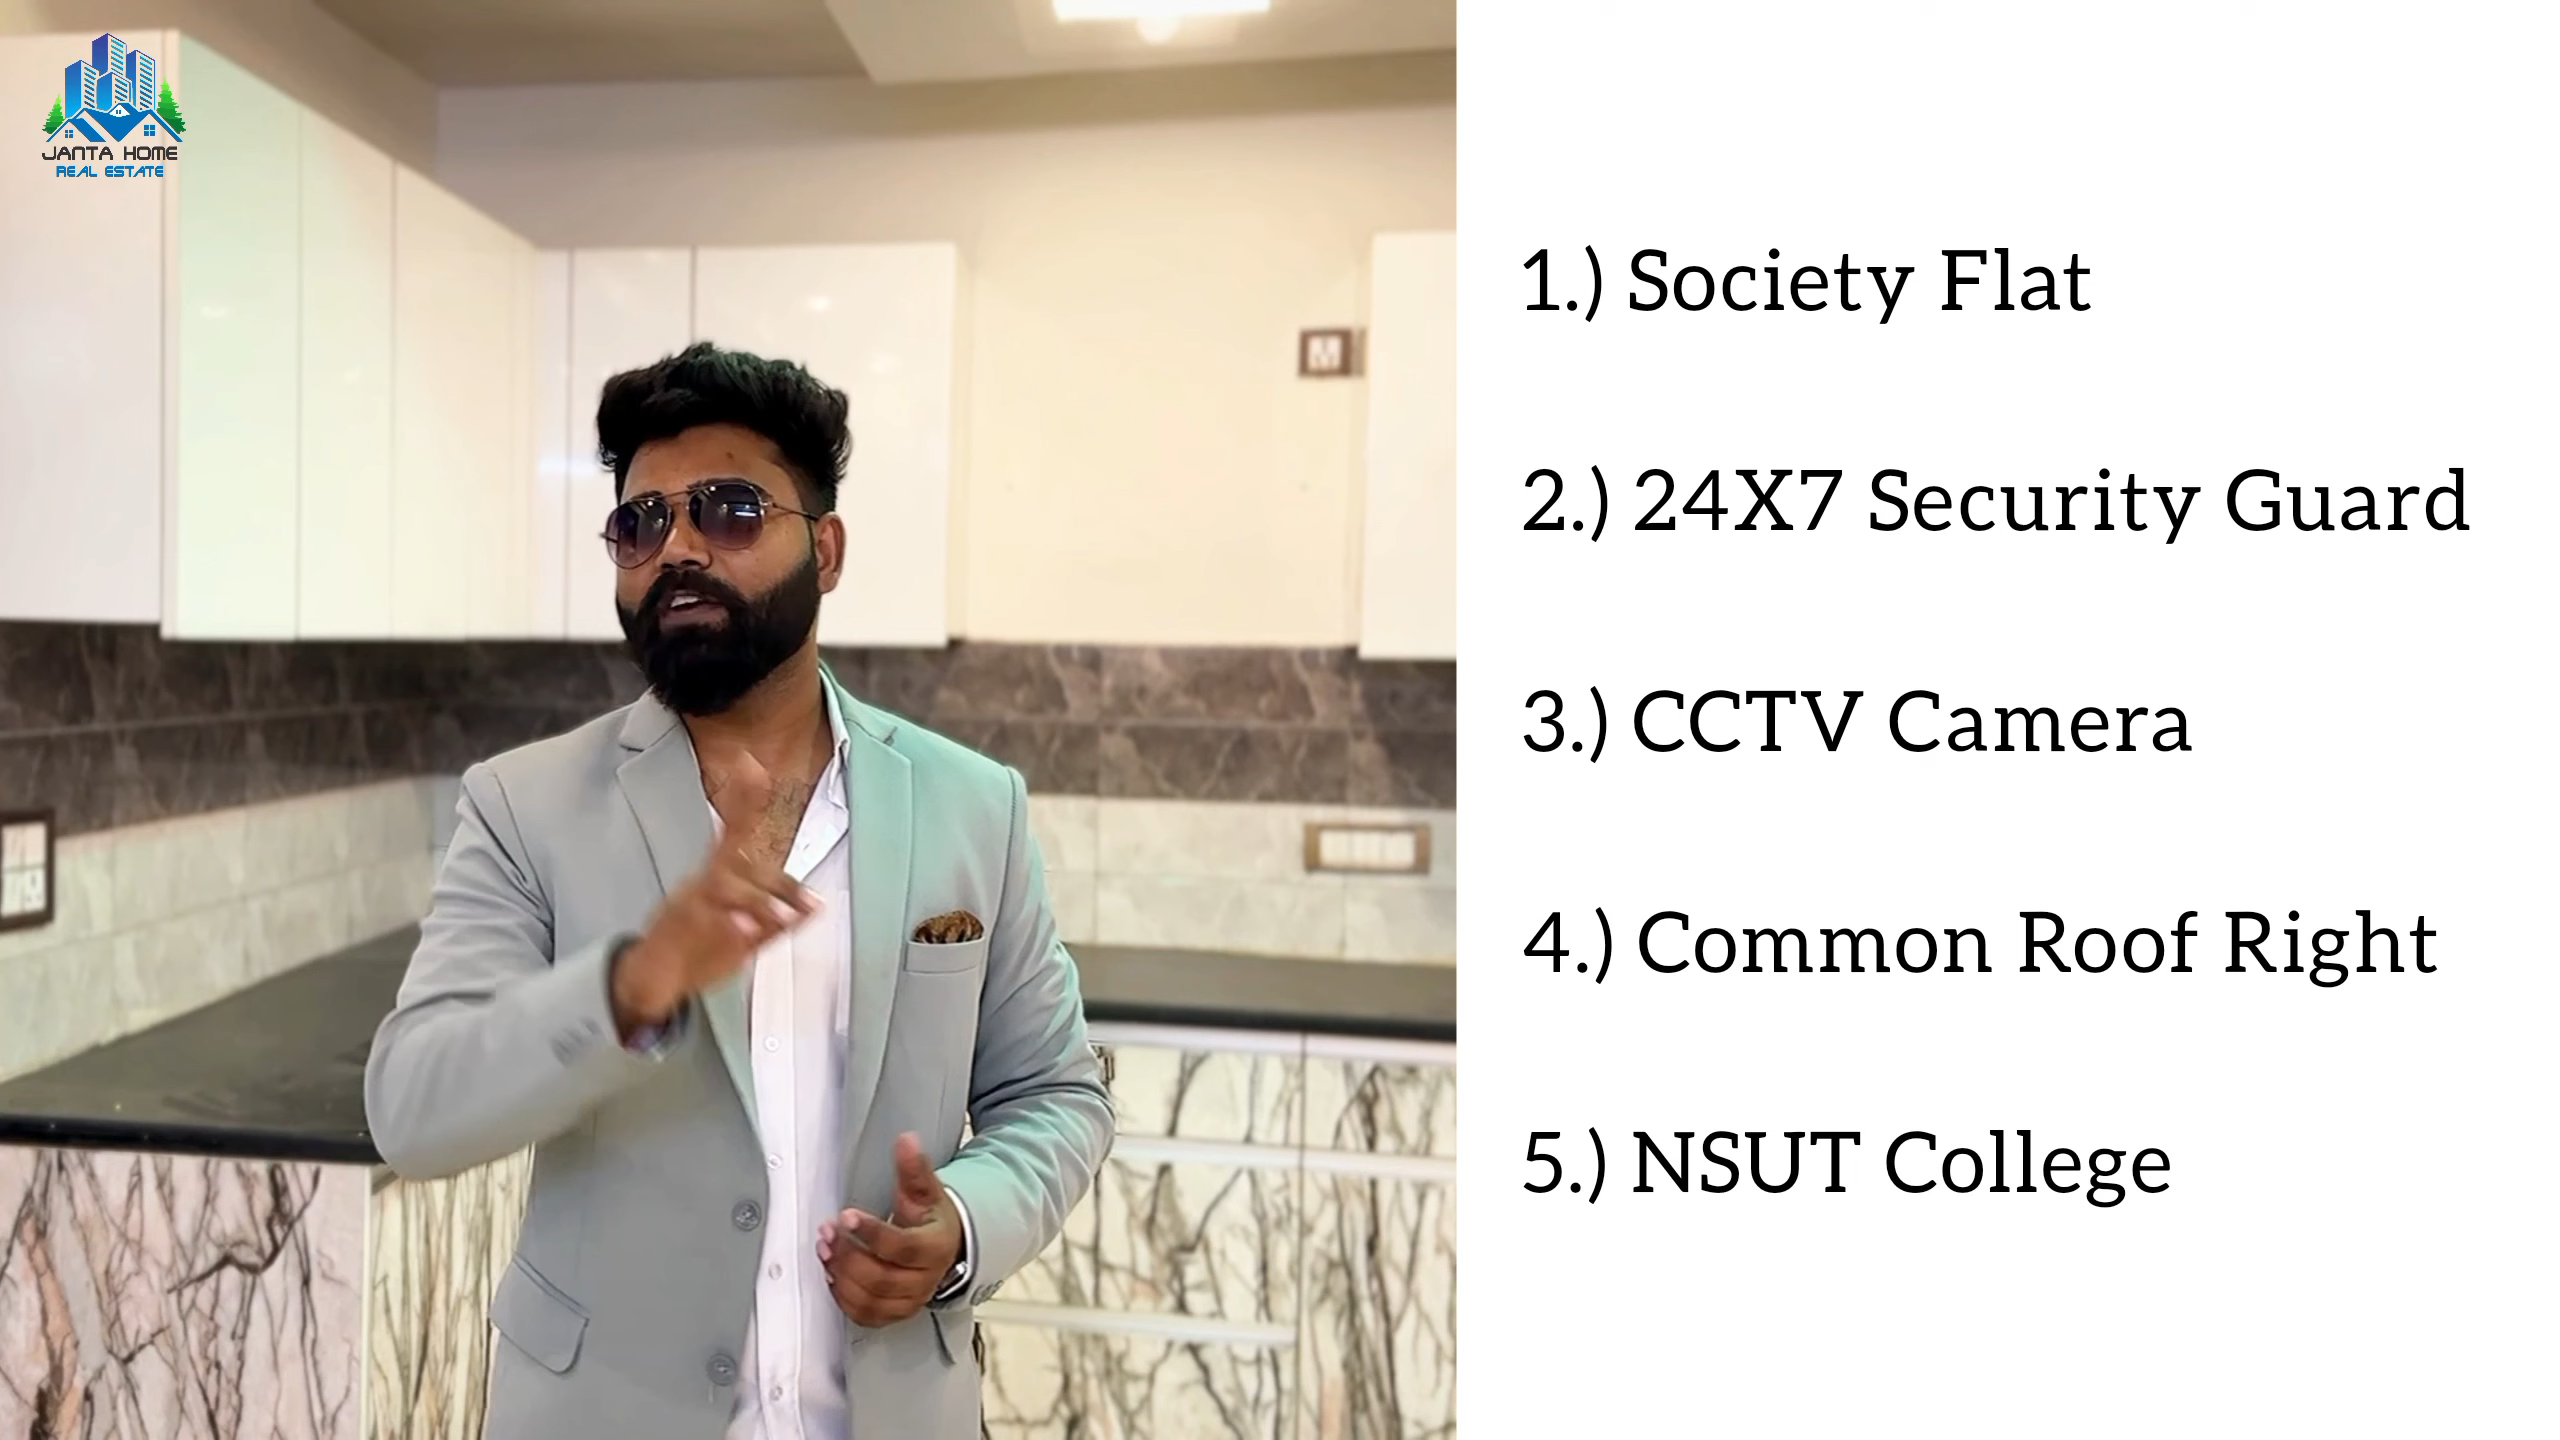 JANTA HOME
REAL ESTATE
1.) Society Flat
2.) 24X7 Security Guard
3.) CCTV Camera
4.) Common Roof Right
5.) NSUT College